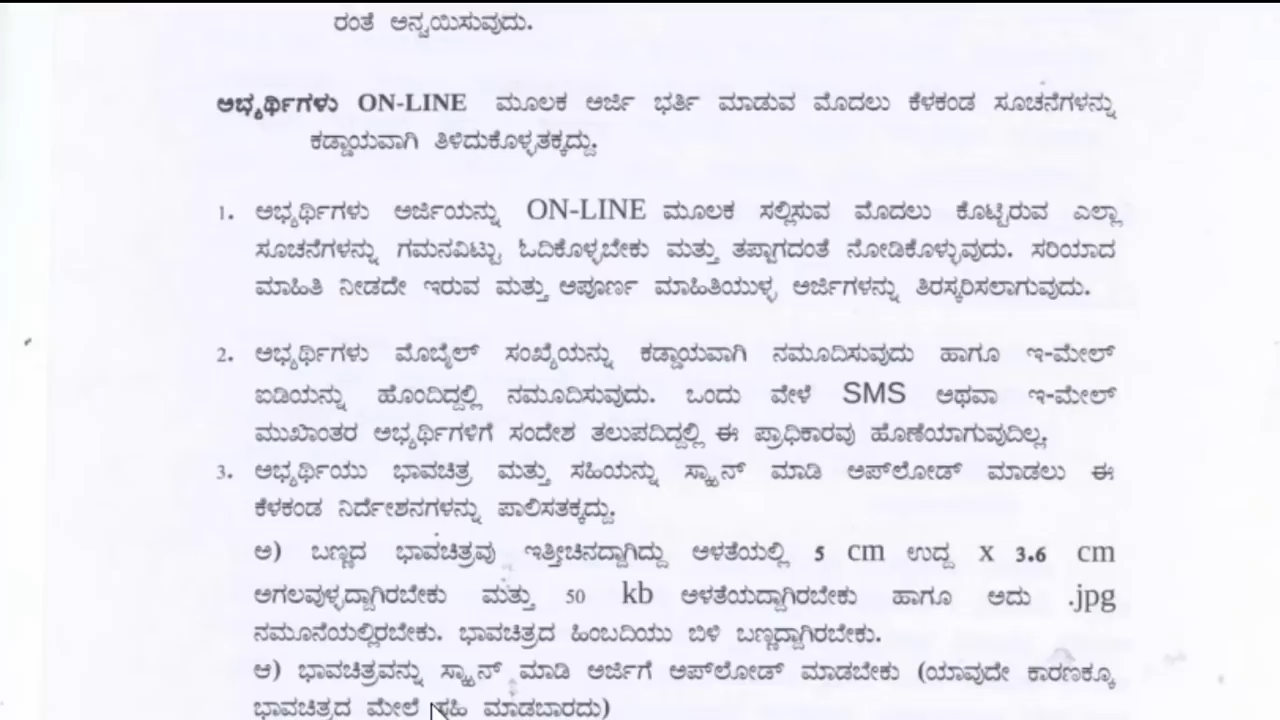 ರಂತೆ ಅನ್ವಯಿಸುವುದು.
ಅಭ್ಯರ್ಥಿಗಳು ON-LINE ಮೂಲಕ ಅರ್ಜಿ ಭರ್ತಿ ಮಾಡುವ ಮೊದಲು ಕೆಳಕಂಡ ಸೂಚನೆಗಳನ್ನು
ಕಡ್ಡಾಯವಾಗಿ ತಿಳಿದುಕೊಳ್ಳತಕ್ಕದ್ದು.
1. ಅಭ್ಯರ್ಥಿಗಳು ಅರ್ಜಿಯನ್ನು ON-LINE ಮೂಲಕ ಸಲ್ಲಿಸುವ ಮೊದಲು ಕೊಟ್ಟಿರುವ ಎಲ್ಲಾ
ಸೂಚನೆಗಳನ್ನು ಗಮನವಿಟ್ಟು ಓದಿಕೊಳ್ಳಬೇಕು ಮತ್ತು ತಪ್ಪಾಗದಂತೆ ನೋಡಿಕೊಳ್ಳುವುದು. ಸರಿಯಾದ
ಮಾಹಿತಿ ನೀಡದೇ ಇರುವ ಮತ್ತು ಅಪೂರ್ಣ ಮಾಹಿತಿಯುಳ್ಳ ಅರ್ಜಿಗಳನ್ನು ತಿರಸ್ಕರಿಸಲಾಗುವುದು.
2. ಅಭ್ಯರ್ಥಿಗಳು ಮೊಬೈಲ್ ಸಂಖ್ಯೆಯನ್ನು ಕಡ್ಡಾಯವಾಗಿ ನಮೂದಿಸುವುದು ಹಾಗೂ ಇ-ಮೇಲ್
ಐಡಿಯನ್ನು ಹೊಂದಿದ್ದಲ್ಲಿ ನಮೂದಿಸುವುದು. ಒಂದು ವೇಳೆ SMS ಅಥವಾ ಇ-ಮೇಲ್
ಮುಖಾಂತರ ಅಭ್ಯರ್ಥಿಗಳಿಗೆ ಸಂದೇಶ ತಲುಪದಿದ್ದಲ್ಲಿ ಈ ಪ್ರಾಧಿಕಾರವು ಹೊಣೆಯಾಗುವುದಿಲ್ಲ.
3. ಅಭ್ಯರ್ಥಿಯು ಭಾವಚಿತ್ರ ಮತ್ತು ಸಹಿಯನ್ನು ಸ್ಕ್ಯಾನ್ ಮಾಡಿ ಅಪ್‌ಲೋಡ್ ಮಾಡಲು ಈ
ಕೆಳಕಂಡ ನಿರ್ದೇಶನಗಳನ್ನು ಪಾಲಿಸತಕ್ಕದ್ದು.
ಅ) ಬಣ್ಣದ ಭಾವಚಿತ್ರವು ಇತ್ತೀಚಿನದ್ದಾಗಿದ್ದು ಅಳತೆಯಲ್ಲಿ 5 cm ಉದ್ದ x 3.6 cm
ಅಗಲವುಳ್ಳದ್ದಾಗಿರಬೇಕು ಮತ್ತು 50 kb ಅಳತೆಯದ್ದಾಗಿರಬೇಕು ಹಾಗೂ ಅದು .jpg
ನಮೂನೆಯಲ್ಲಿರಬೇಕು. ಭಾವಚಿತ್ರದ ಹಿಂಬದಿಯು ಬಿಳಿ ಬಣ್ಣದ್ದಾಗಿರಬೇಕು.
ಆ) ಭಾವಚಿತ್ರವನ್ನು ಸ್ಕ್ಯಾನ್ ಮಾಡಿ ಅರ್ಜಿಗೆ ಅಪ್‌ಲೋಡ್ ಮಾಡಬೇಕು (ಯಾವುದೇ ಕಾರಣಕ್ಕೂ
ಭಾವಚಿತ್ರದ ಮೇಲೆ ಸಹಿ ಮಾಡಬಾರದು)